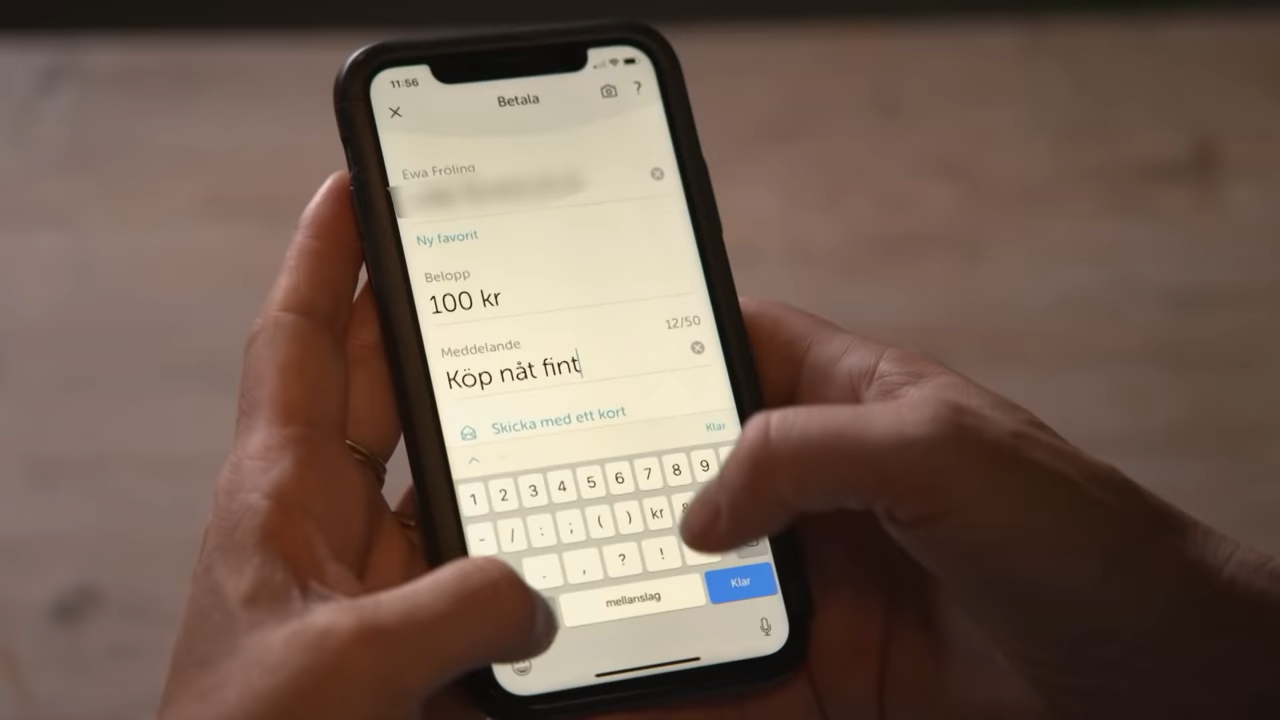 11:56
Betala
?
Ewa Fröling
Ny favorit
Belopp
100 kr
12/50
Meddelande
Köp nåt fint
Skicka med ett kort
Klar
1 2 3 4 5 6 7 8 9
- / : ; ( ) kr
. , ? !
mellanslag Klar